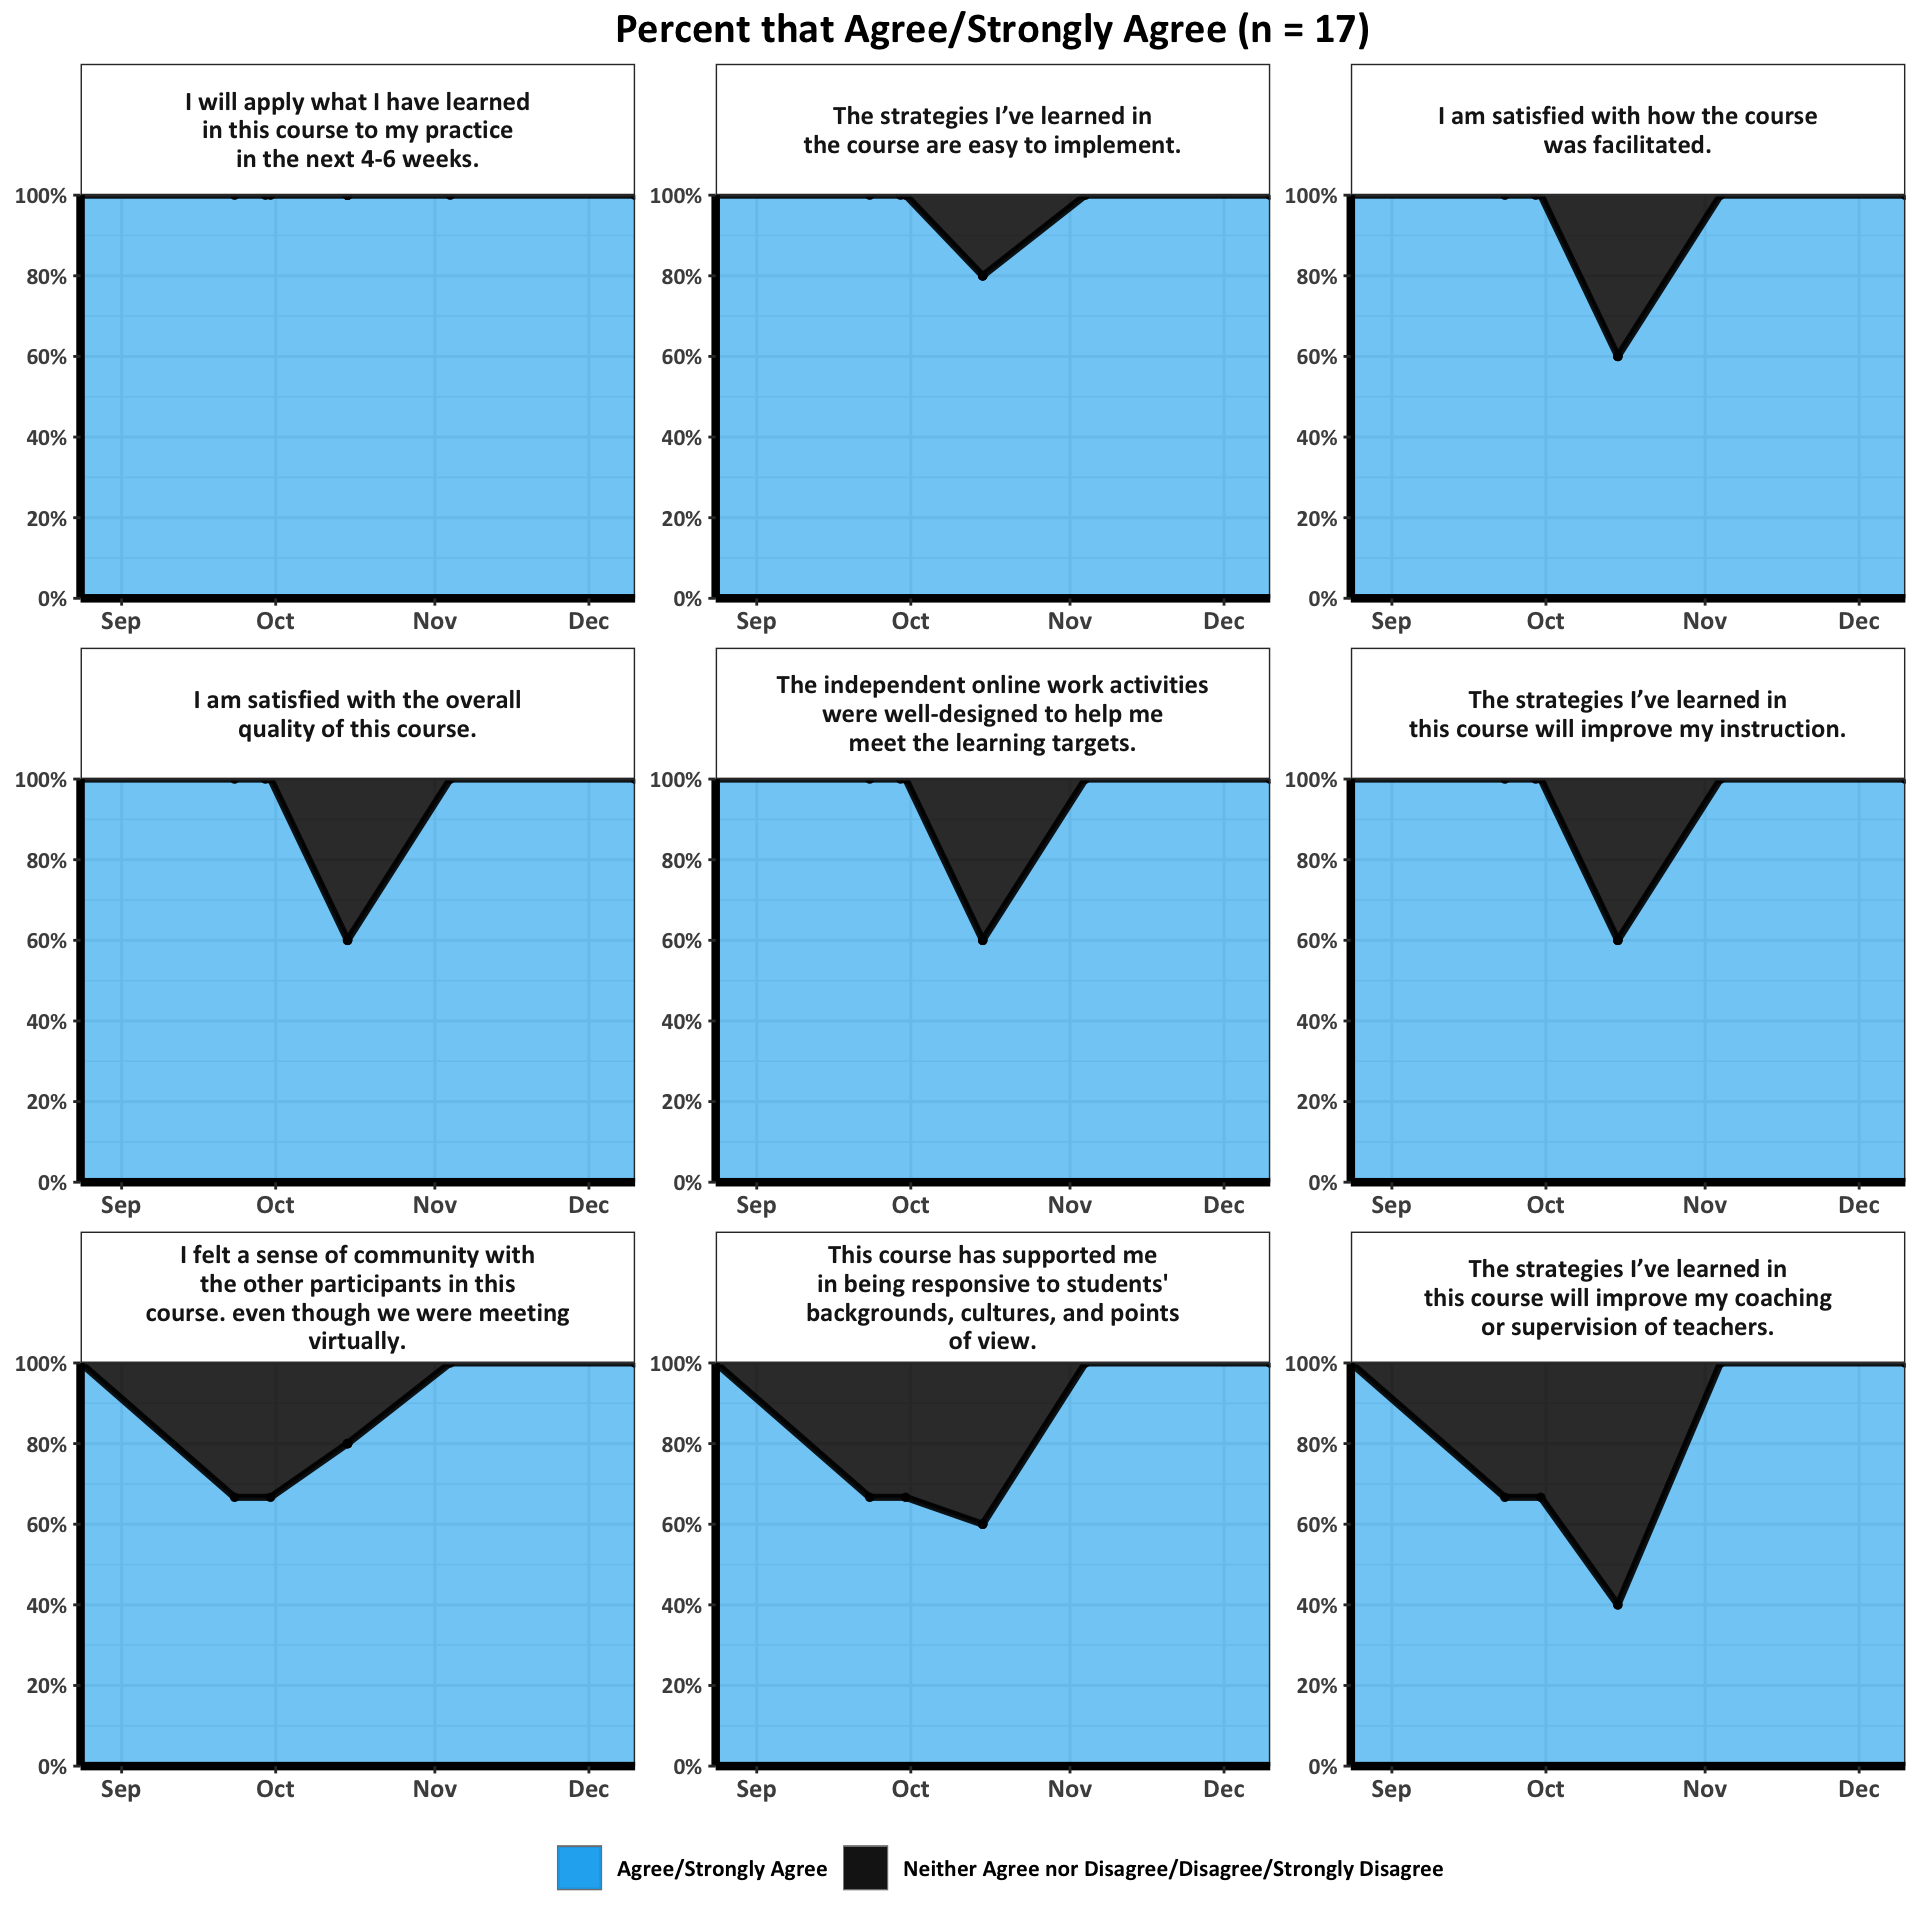 Percent that Agree/Strongly Agree (n = 17)
I will apply what I have learned
in this course to my practice
in the next 4-6 weeks.
The strategies I’ve learned in
the course are easy to implement.
I am satisfied with how the course
was facilitated.
100%
80%
60%
40%
20%
0%
Sep Oct Nov Dec
100%
80%
60%
40%
20%
0%
Sep Oct Nov Dec
100%
80%
60%
40%
20%
0%
Sep Oct Nov Dec
I am satisfied with the overall
quality of this course.
The independent online work activities
were well-designed to help me
meet the learning targets.
The strategies I’ve learned in
this course will improve my instruction.
100%
80%
60%
40%
20%
0%
Sep Oct Nov Dec
100%
80%
60%
40%
20%
0%
Sep Oct Nov Dec
100%
80%
60%
40%
20%
0%
Sep Oct Nov Dec
I felt a sense of community with
the other participants in this
course. even though we were meeting
virtually.
This course has supported me
in being responsive to students'
backgrounds, cultures, and points
of view.
The strategies I’ve learned in
this course will improve my coaching
or supervision of teachers.
100%
80%
60%
40%
20%
0%
Sep Oct Nov Dec
100%
80%
60%
40%
20%
0%
Sep Oct Nov Dec
100%
80%
60%
40%
20%
0%
Sep Oct Nov Dec
Agree/Strongly Agree
Neither Agree nor Disagree/Disagree/Strongly Disagree